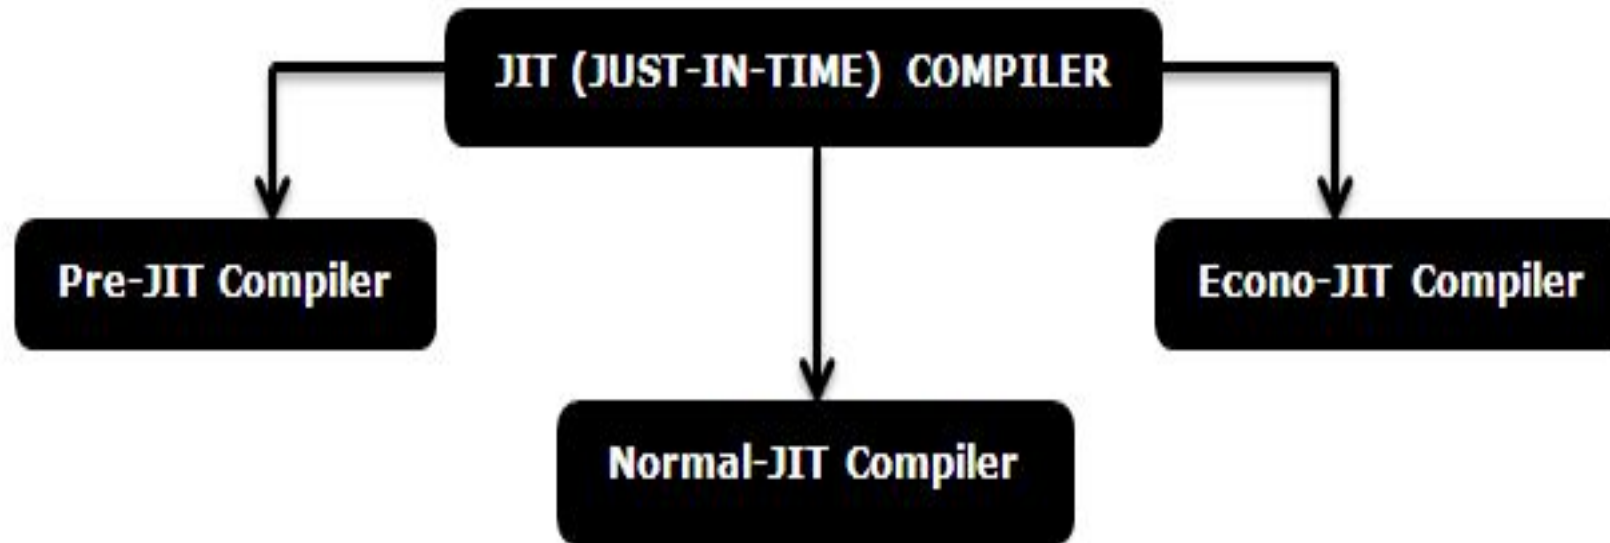 JIT (JUST-IN-TIME) COMPILER
Pre-JIT Compiler
Econo-JIT Compiler
Normal-JIT Compiler